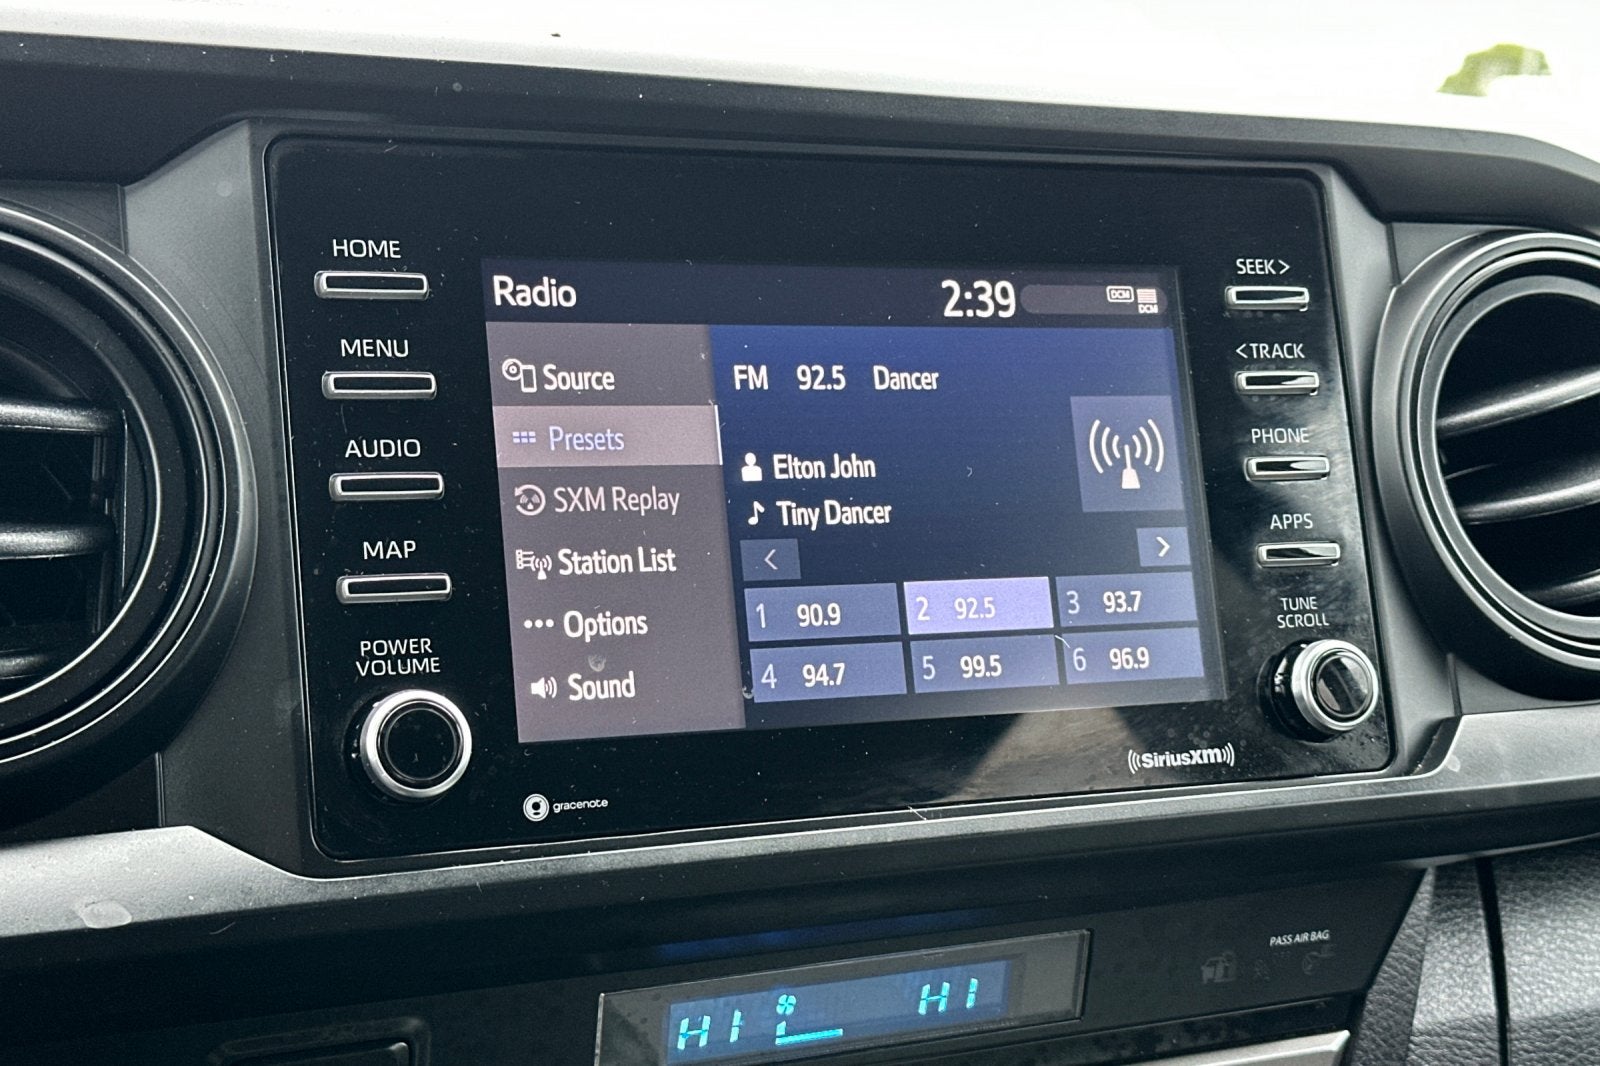 HOME
MENU
AUDIO
MAP
POWER
VOLUME
Radio
2:39
DCM
DCM
Source
Presets
SXM Replay
Station List
Options
Sound
FM 92.5 Dancer
Elton John
Tiny Dancer
< >
1 90.9
2 92.5
3 93.7
4 94.7
5 99.5
6 96.9
SEEK >
< TRACK
PHONE
APPS
TUNE
SCROLL
gracenote
((SiriusXM))
PASS AIR BAG
HI HI